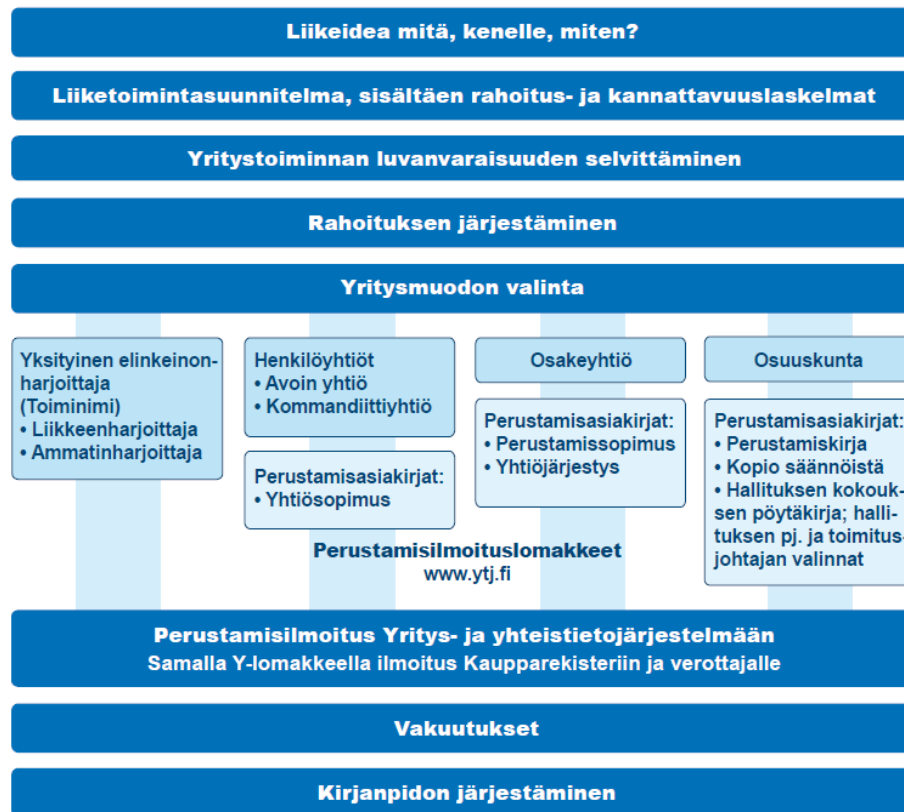 Liikeidea mitä, kenelle, miten?
Liiketoimintasuunnitelma, sisältäen rahoitus- ja kannattavuuslaskelmat
Yritystoiminnan luvanvaraisuuden selvittäminen
Rahoituksen järjestäminen
Yritysmuodon valinta
Yksityinen elinkeinon-
harjoittaja
(Toiminimi)
• Liikkeenharjoittaja
• Ammatinharjoittaja
Henkilöyhtiöt
• Avoin yhtiö
• Kommandiittiyhtiö
Perustamisasiakirjat:
• Yhtiösopimus
Osakeyhtiö
Perustamisasiakirjat:
• Perustamissopimus
• Yhtiöjärjestys
Osuuskunta
Perustamisasiakirjat:
• Perustamiskirja
• Kopio säännöistä
• Hallituksen kokouk-
sen pöytäkirja; halli-
tuksen pj. ja toimitus-
johtajan valinnat
Perustamisilmoituslomakkeet
www.ytj.fi
Perustamisilmoitus Yritys- ja yhteistietojärjestelmään
Samalla Y-lomakkeella ilmoitus Kaupparekisteriin ja verottajalle
Vakuutukset
Kirjanpidon järjestäminen